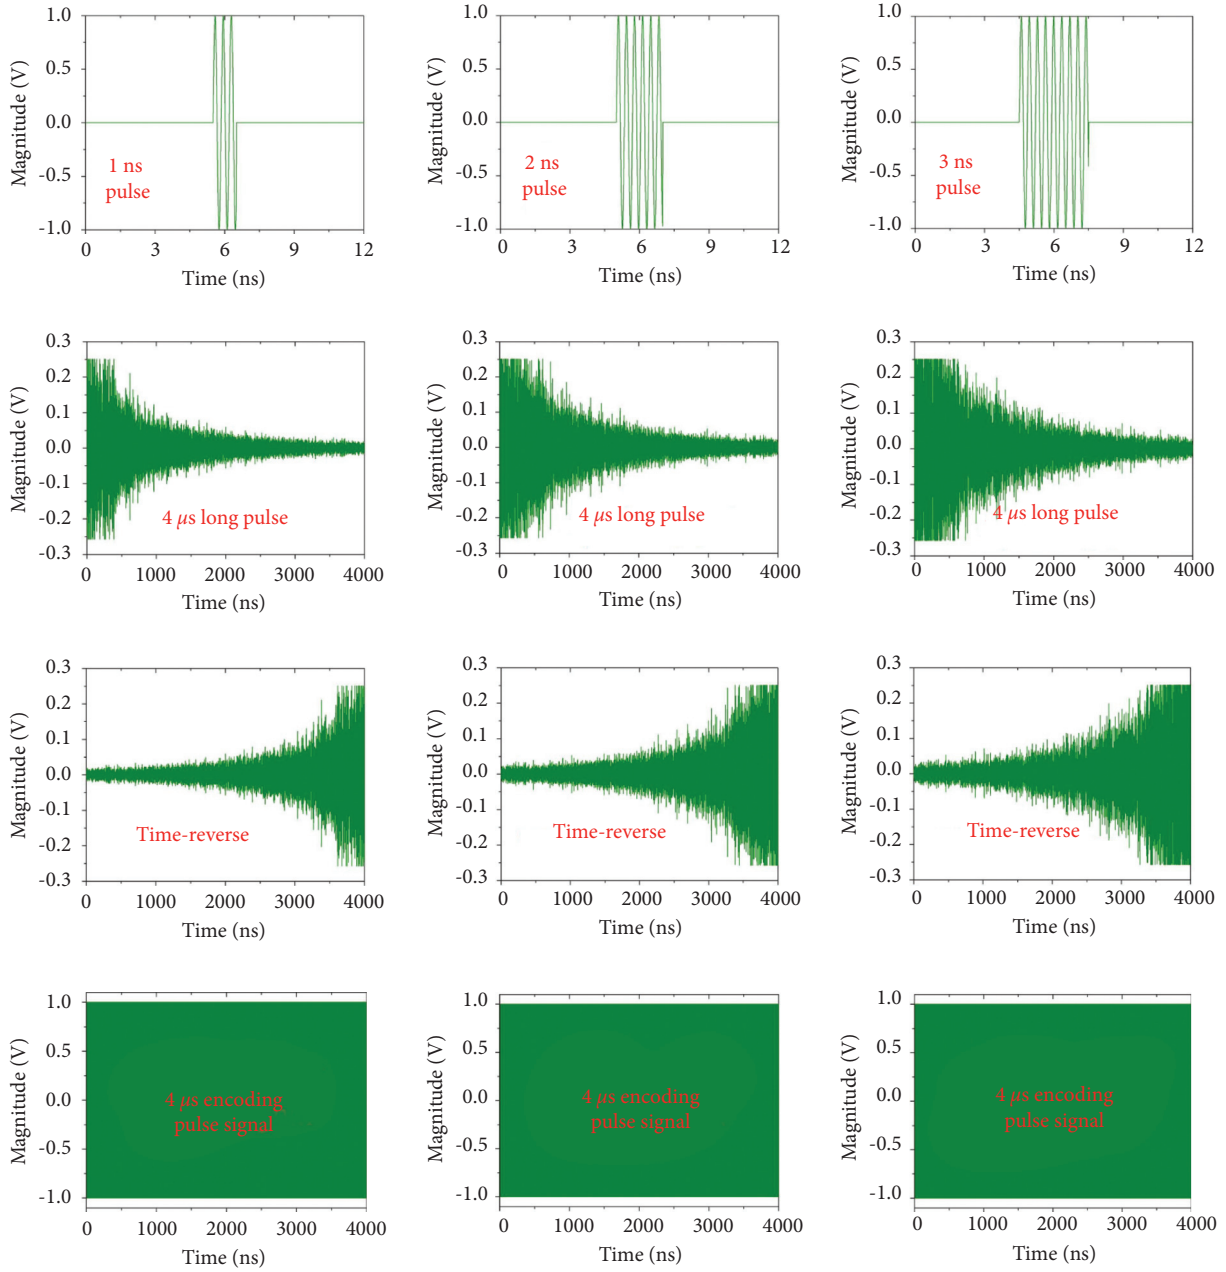 1.0
0.5
0.0
-0.5
-1.0
Magnitude (V)
1 ns
pulse
0 3 6 9 12
Time (ns)
1.0
0.5
0.0
-0.5
-1.0
Magnitude (V)
2 ns
pulse
0 3 6 9 12
Time (ns)
1.0
0.5
0.0
-0.5
-1.0
Magnitude (V)
3 ns
pulse
0 3 6 9 12
Time (ns)
0.3
0.2
0.1
0.0
-0.1
-0.2
-0.3
Magnitude (V)
4 μs long pulse
0 1000 2000 3000 4000
Time (ns)
0.3
0.2
0.1
0.0
-0.1
-0.2
-0.3
Magnitude (V)
4 μs long pulse
0 1000 2000 3000 4000
Time (ns)
0.3
0.2
0.1
0.0
-0.1
-0.2
-0.3
Magnitude (V)
4 μs long pulse
0 1000 2000 3000 4000
Time (ns)
0.3
0.2
0.1
0.0
-0.1
-0.2
-0.3
Magnitude (V)
Time-reverse
0 1000 2000 3000 4000
Time (ns)
0.3
0.2
0.1
0.0
-0.1
-0.2
-0.3
Magnitude (V)
Time-reverse
0 1000 2000 3000 4000
Time (ns)
0.3
0.2
0.1
0.0
-0.1
-0.2
-0.3
Magnitude (V)
Time-reverse
0 1000 2000 3000 4000
Time (ns)
1.0
0.5
0.0
-0.5
-1.0
Magnitude (V)
4 μs encoding
pulse signal
0 1000 2000 3000 4000
Time (ns)
1.0
0.5
0.0
-0.5
-1.0
Magnitude (V)
4 μs encoding
pulse signal
0 1000 2000 3000 4000
Time (ns)
1.0
0.5
0.0
-0.5
-1.0
Magnitude (V)
4 μs encoding
pulse signal
0 1000 2000 3000 4000
Time (ns)